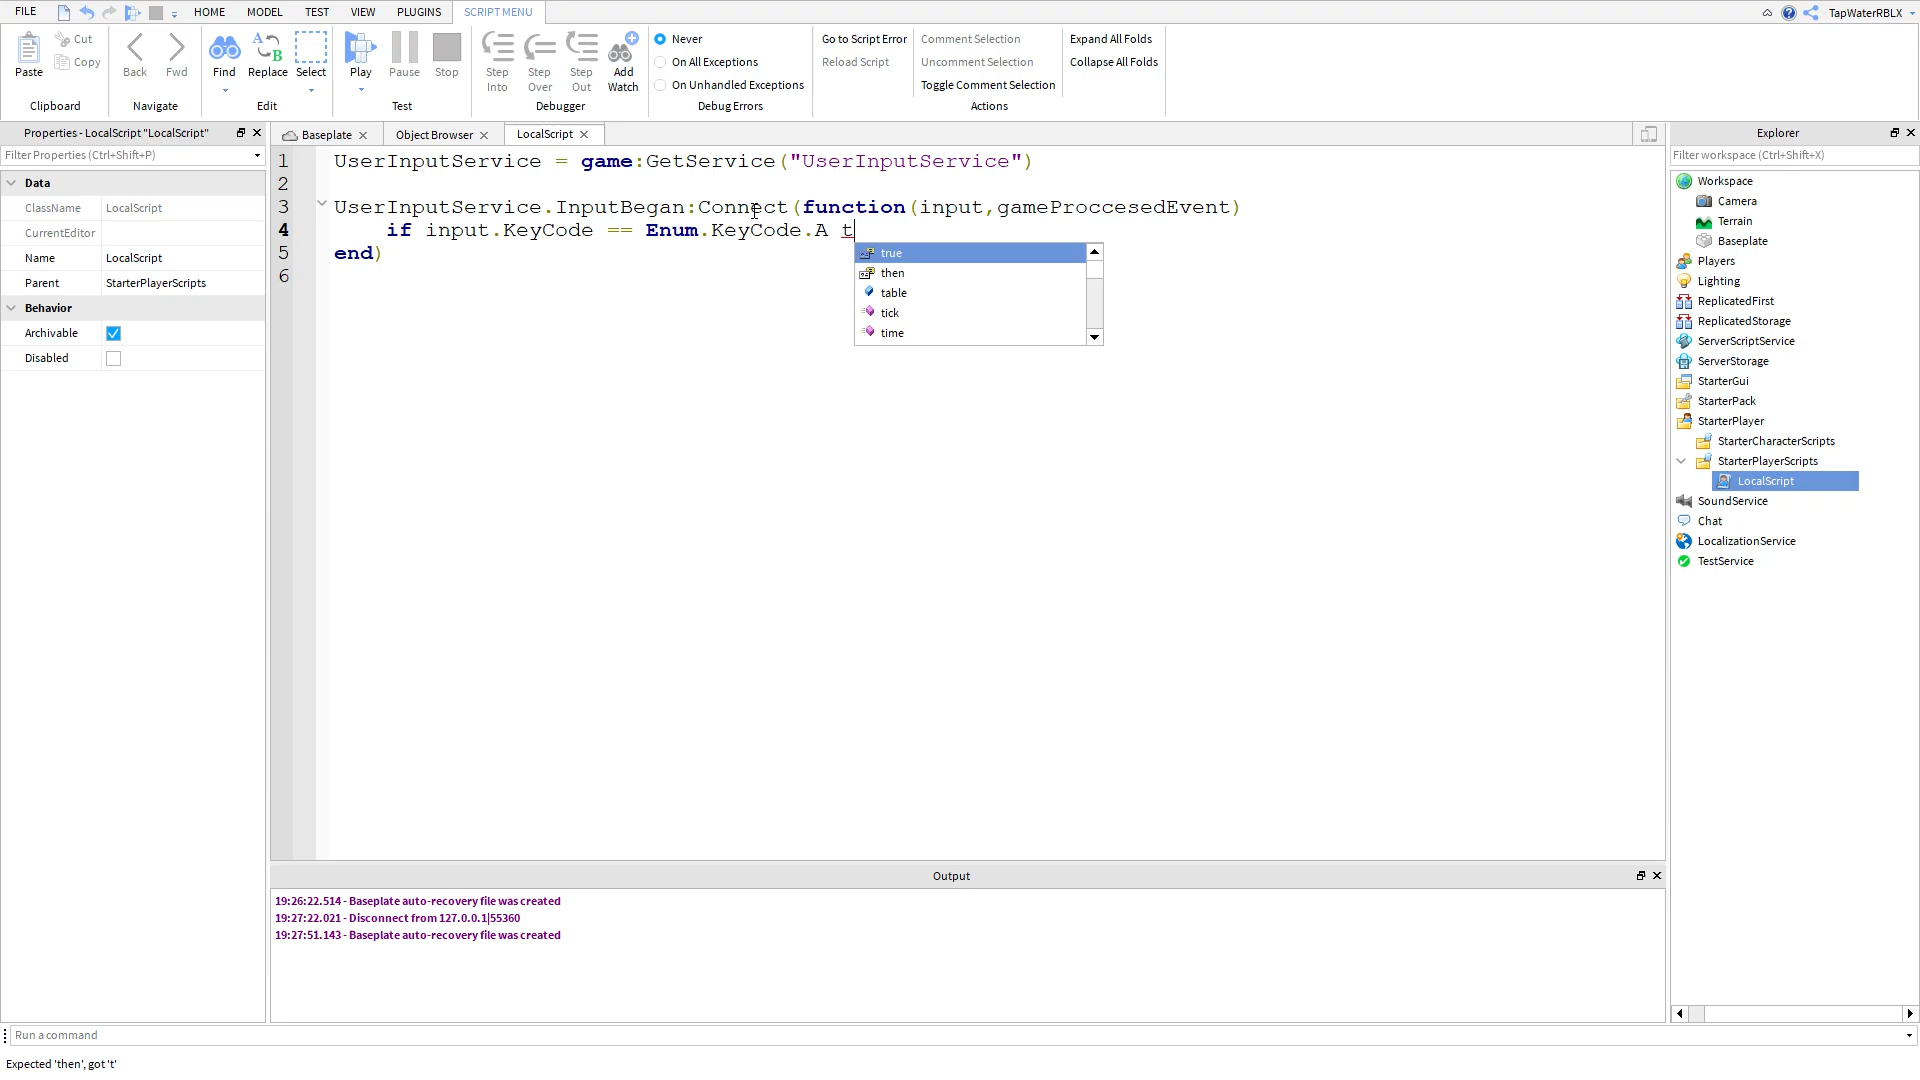 FILE HOME MODEL TEST VIEW PLUGINS SCRIPT MENU TapWaterRBLX
Paste Cut Copy Back Fwd Find Replace Select Play Pause Stop Step Into Step Over Step Out Add Watch
Never
On All Exceptions
On Unhandled Exceptions
Go to Script Error
Reload Script
Comment Selection
Uncomment Selection
Toggle Comment Selection
Expand All Folds
Collapse All Folds
Clipboard Navigate Edit Test Debugger Debug Errors Actions
Properties - LocalScript "LocalScript"
Filter Properties (Ctrl+Shift+P)
Data
ClassName LocalScript
CurrentEditor
Name LocalScript
Parent StarterPlayerScripts
Behavior
Archivable
Disabled
Baseplate Object Browser LocalScript
1 UserInputService = game:GetService("UserInputService")
2
3 UserInputService.InputBegan:Connect(function(input,gameProccesedEvent)
4 if input.KeyCode == Enum.KeyCode.A t
5 end)
6
true
then
table
tick
time
Output
19:26:22.514 - Baseplate auto-recovery file was created
19:27:22.021 - Disconnect from 127.0.0.1|55360
19:27:51.143 - Baseplate auto-recovery file was created
Explorer
Filter workspace (Ctrl+Shift+X)
Workspace
Camera
Terrain
Baseplate
Players
Lighting
ReplicatedFirst
ReplicatedStorage
ServerScriptService
ServerStorage
StarterGui
StarterPack
StarterPlayer
StarterCharacterScripts
StarterPlayerScripts
LocalScript
SoundService
Chat
LocalizationService
TestService
Run a command
Expected 'then', got 't'